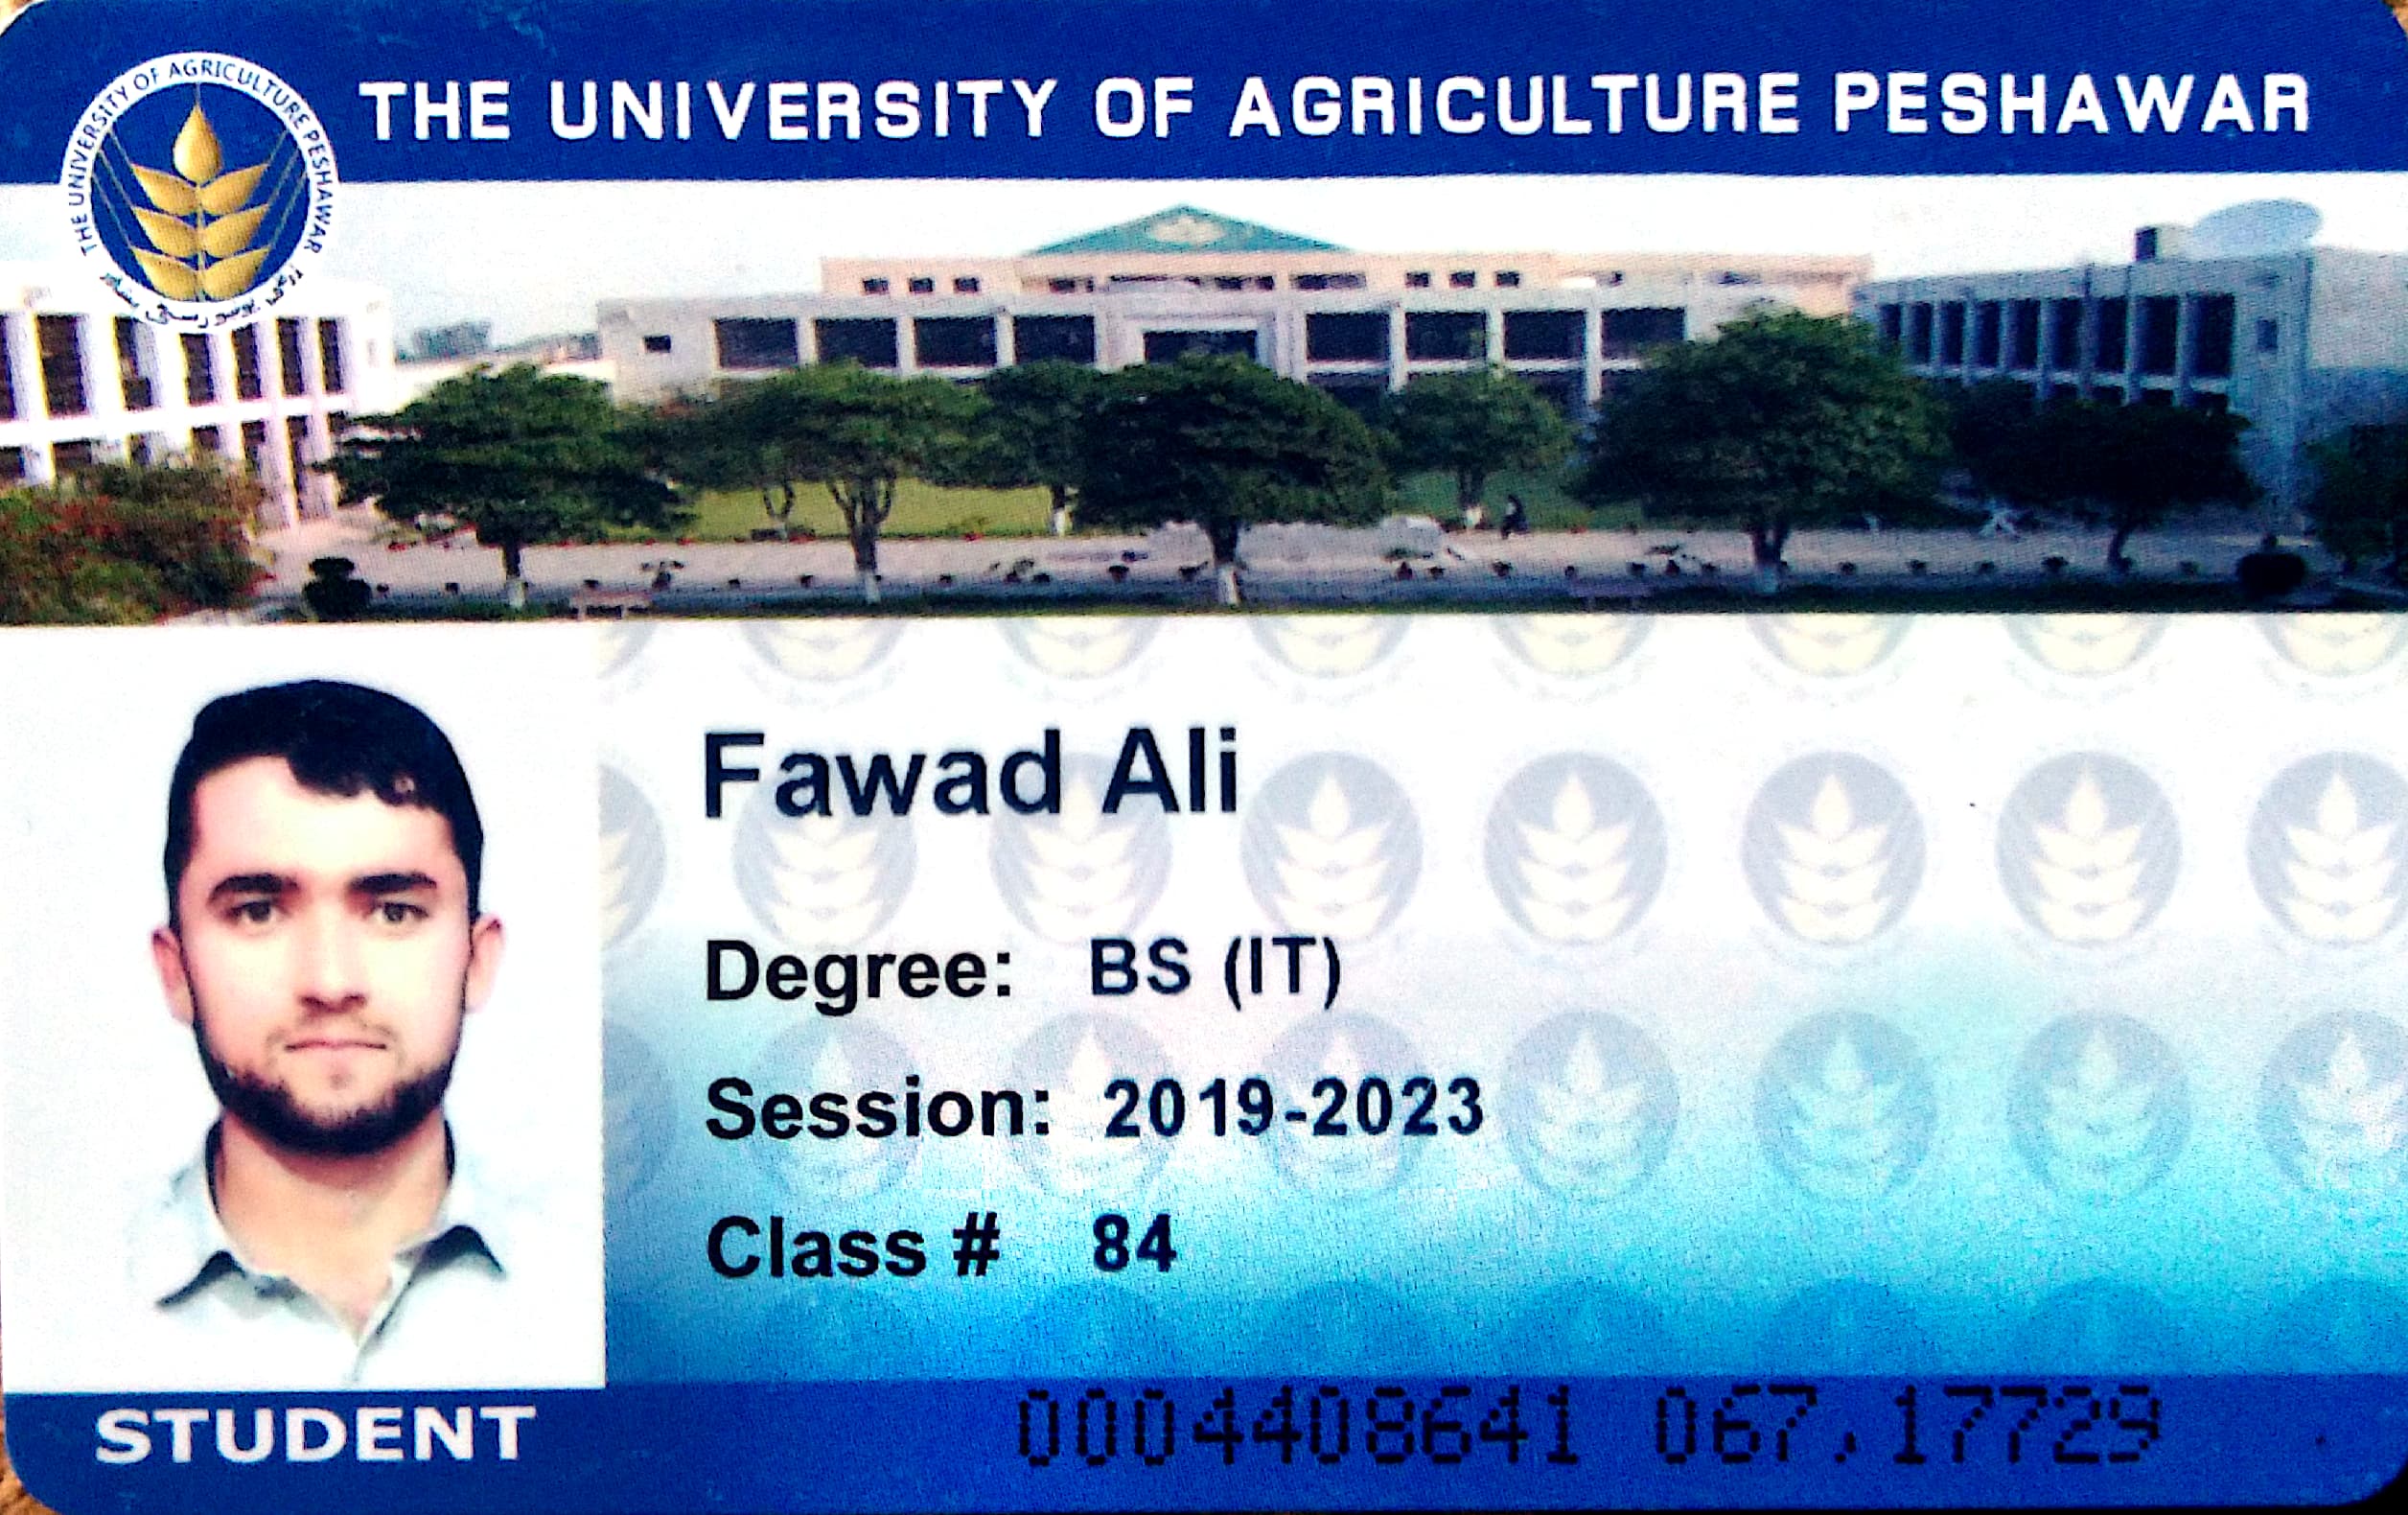 THE UNIVERSITY OF AGRICULTURE PESHAWAR
THE UNIVERSITY OF AGRICULTURE PESHAWAR
Fawad Ali
Degree: BS (IT)
Session: 2019-2023
Class # 84
STUDENT
0004408641 067,17729